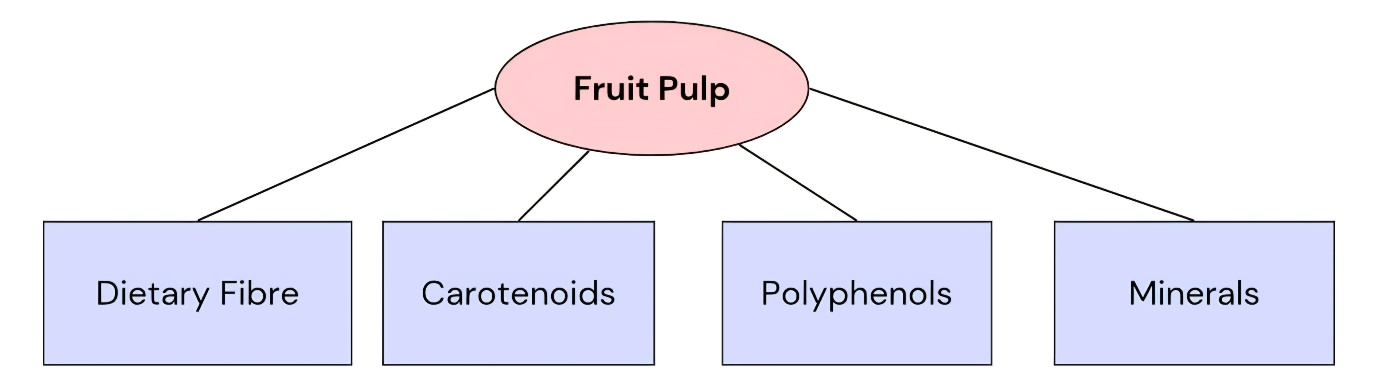 Fruit Pulp
Dietary Fibre
Carotenoids
Polyphenols
Minerals